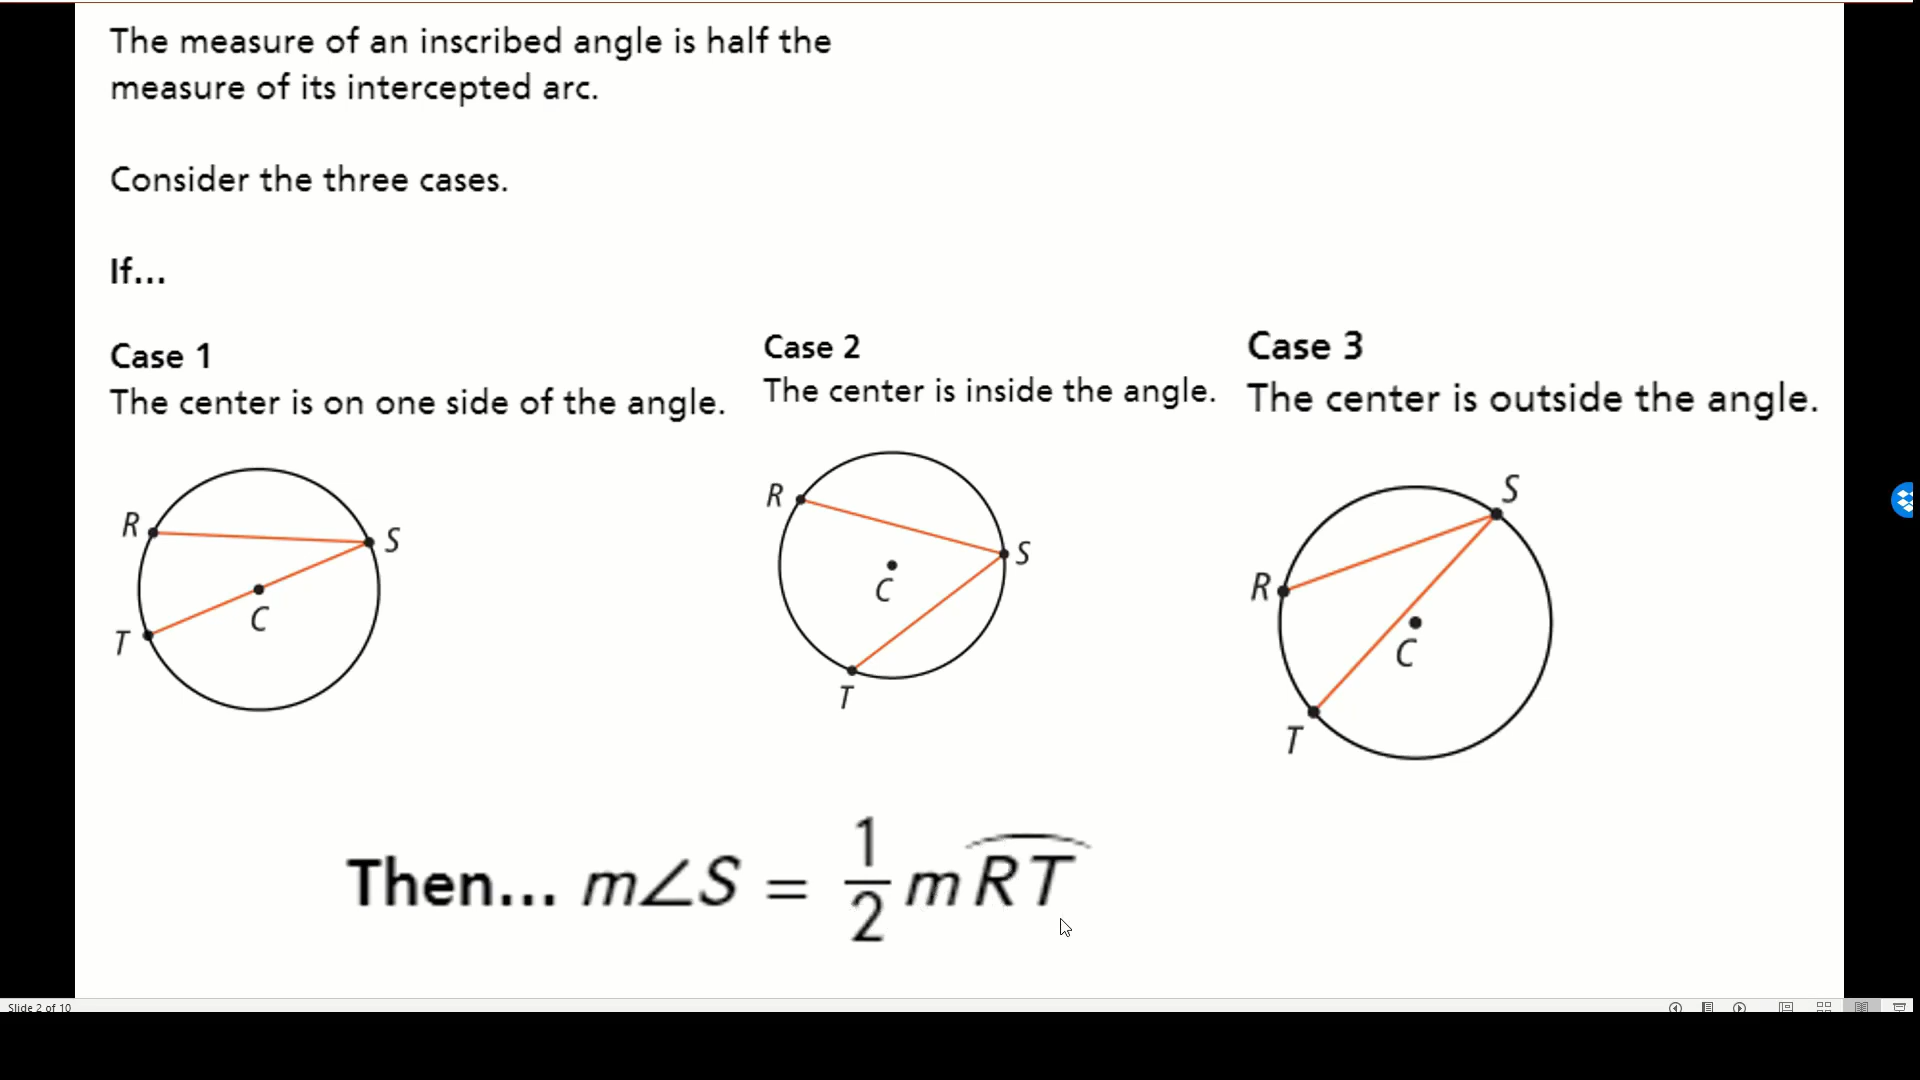 The measure of an inscribed angle is half the
measure of its intercepted arc.
Consider the three cases.
If...
Case 1
The center is on one side of the angle.
R
S
C
T
Case 2
The center is inside the angle.
R
S
C
T
Case 3
The center is outside the angle.
S
R
C
T
Then... m∠S = 1/2 m R͡T
Slide 2 of 10